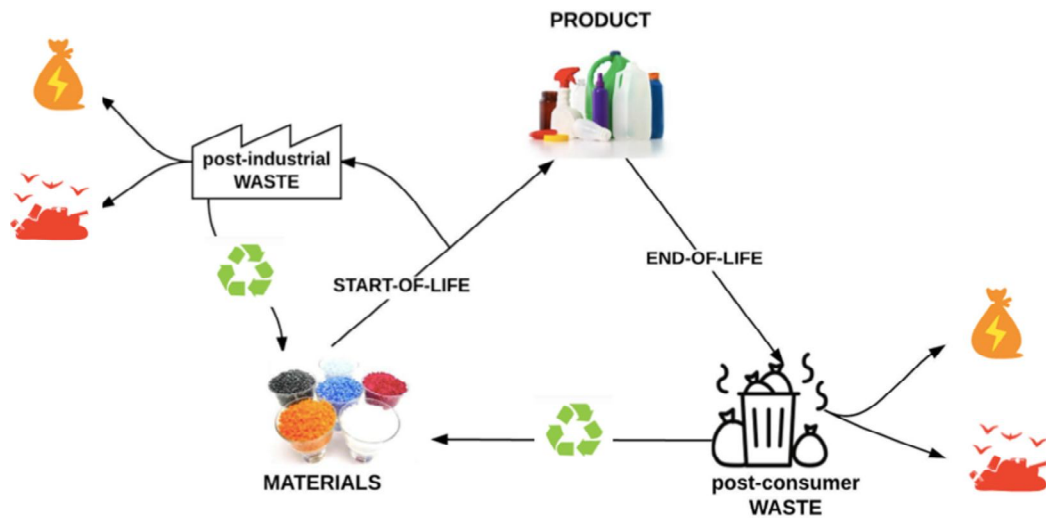 PRODUCT
post-industrial
WASTE
START-OF-LIFE
END-OF-LIFE
MATERIALS
post-consumer
WASTE